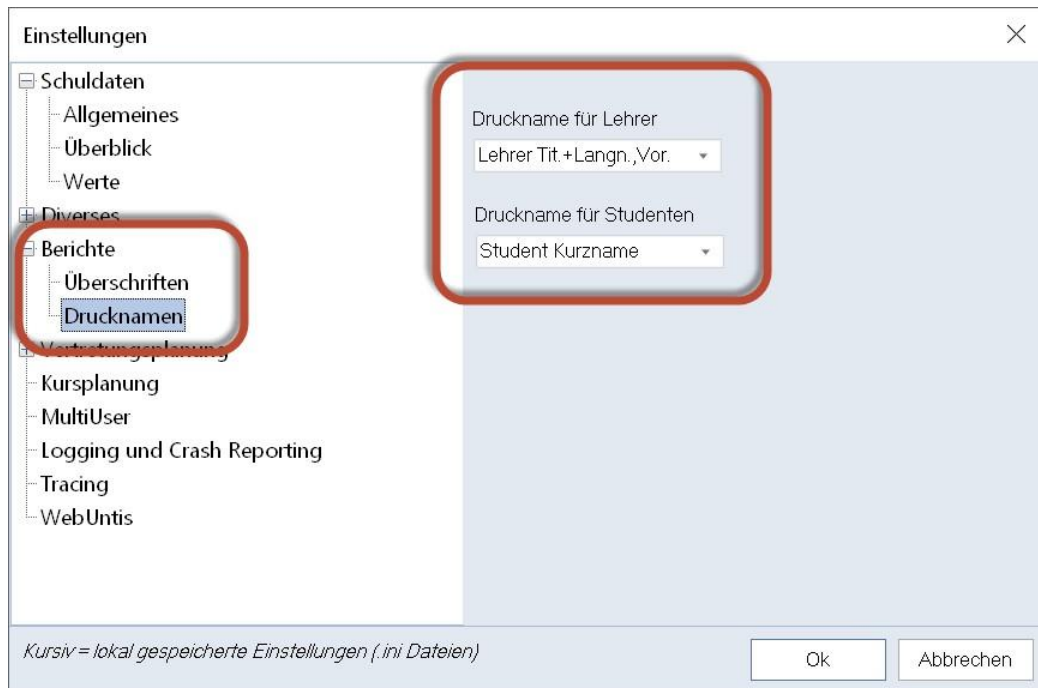 Einstellungen
Schuldaten
Allgemeines
Überblick
Werte
Diverses
Berichte
Überschriften
Drucknamen
Vertretungsplanung
Kursplanung
MultiUser
Logging und Crash Reporting
Tracing
WebUntis
Druckname für Lehrer
Lehrer Tit.+Langn.,Vor.
Druckname für Studenten
Student Kurzname
Kursiv = lokal gespeicherte Einstellungen (.ini Dateien)
Ok
Abbrechen